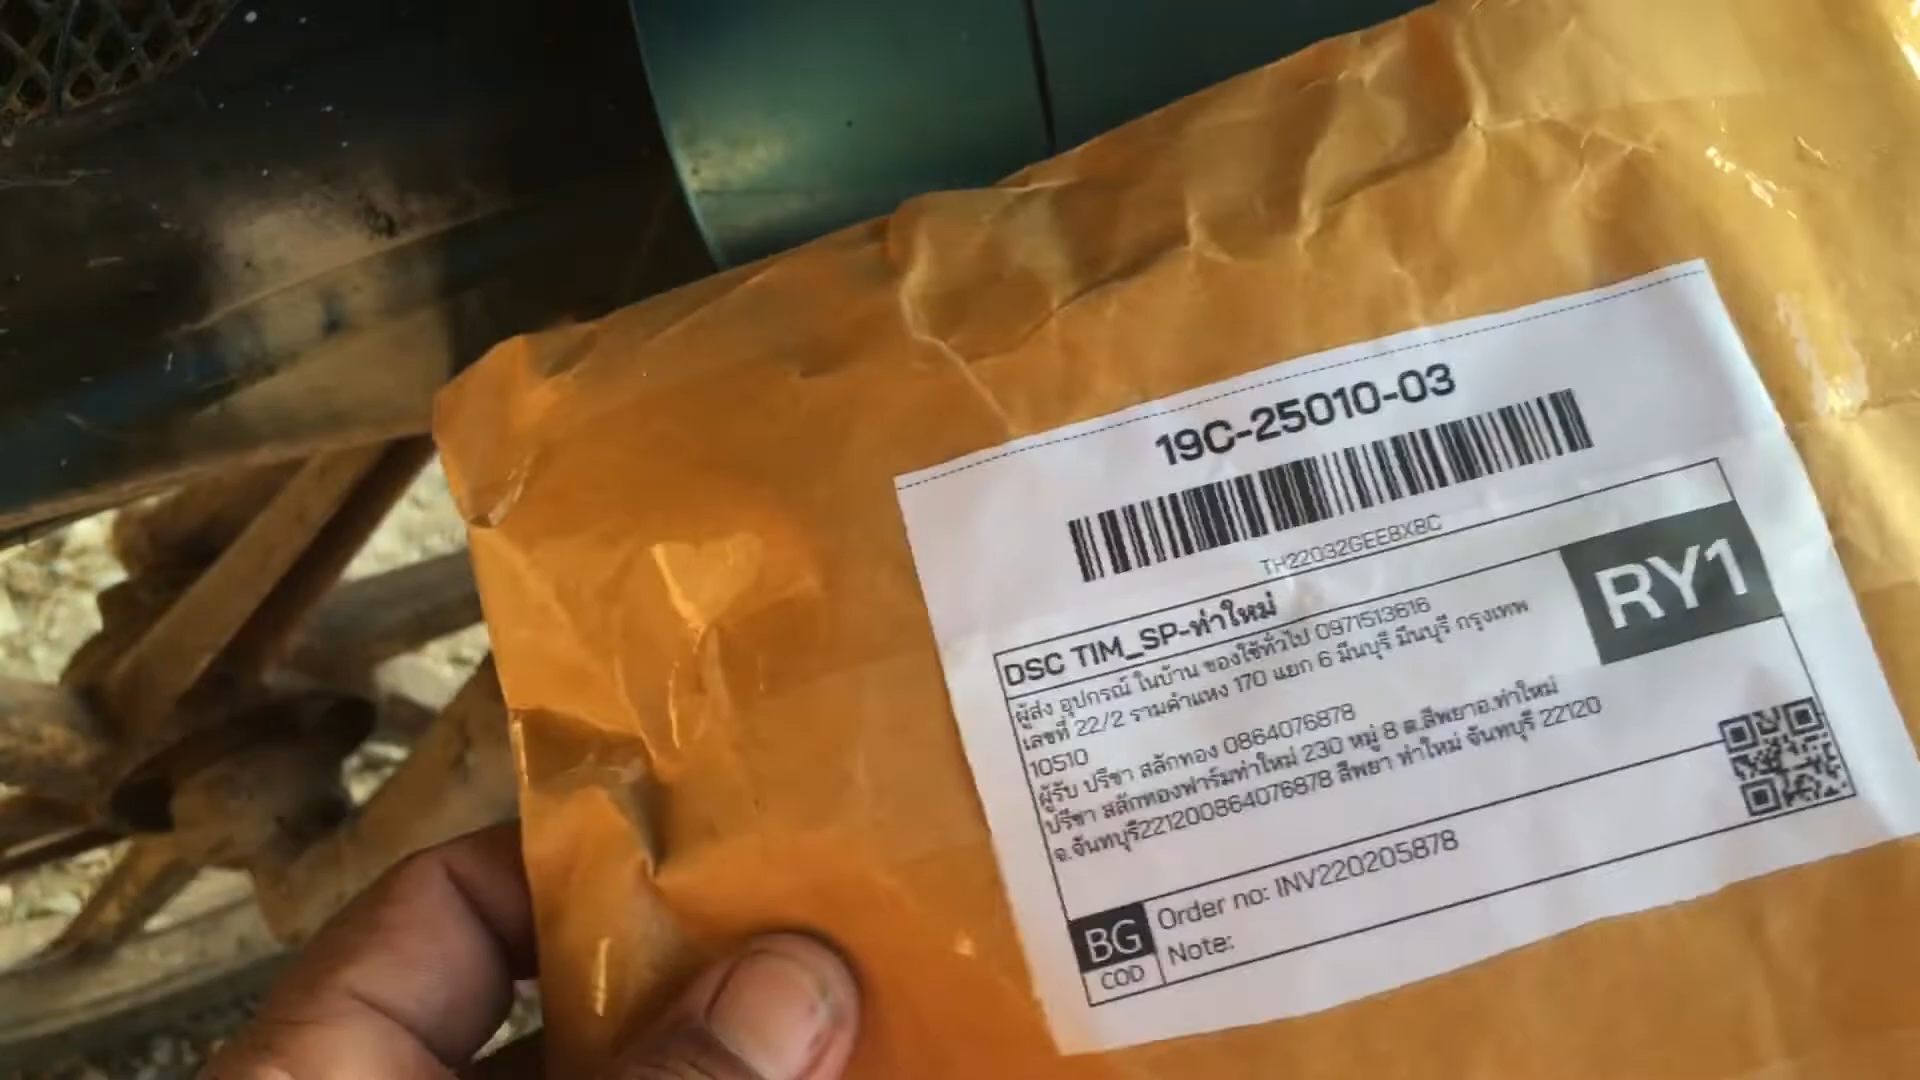 19C-25010-03
TH22032GEE8X8C
DSC TIM_SP-ท่าใหม่
RY1
ผู้ส่ง อุปกรณ์ ในบ้าน ของใช้ทั่วไป 0971513616
เลขที่ 22/2 รามคำแหง 170 แยก 6 มีนบุรี มีนบุรี กรุงเทพ
10510
ผู้รับ ปรีชา สลักทอง 0864076878
ปรีชา สลักทองฟาร์มท่าใหม่ 230 หมู่ 8 ต.สีพยาอ.ท่าใหม่
จ.จันทบุรี221200864076878 สีพยา ท่าใหม่ จันทบุรี 22120
BG
COD
Order no: INV220205878
Note: